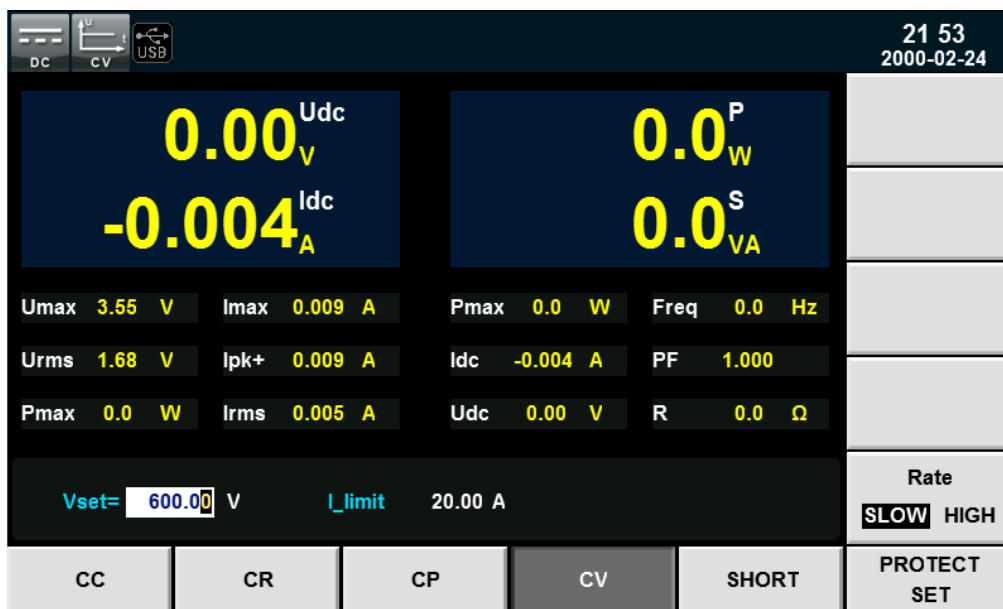 DC CV USB U t 21 53
2000-02-24
0.00 Udc V 0.0 P W
-0.004 Idc A 0.0 S VA
Umax 3.55 V Imax 0.009 A Pmax 0.0 W Freq 0.0 Hz
Urms 1.68 V Ipk+ 0.009 A Idc -0.004 A PF 1.000
Pmax 0.0 W Irms 0.005 A Udc 0.00 V R 0.0 Ω
Vset= 600.00 V I_limit 20.00 A
Rate
SLOW HIGH
CC CR CP CV SHORT PROTECT
SET